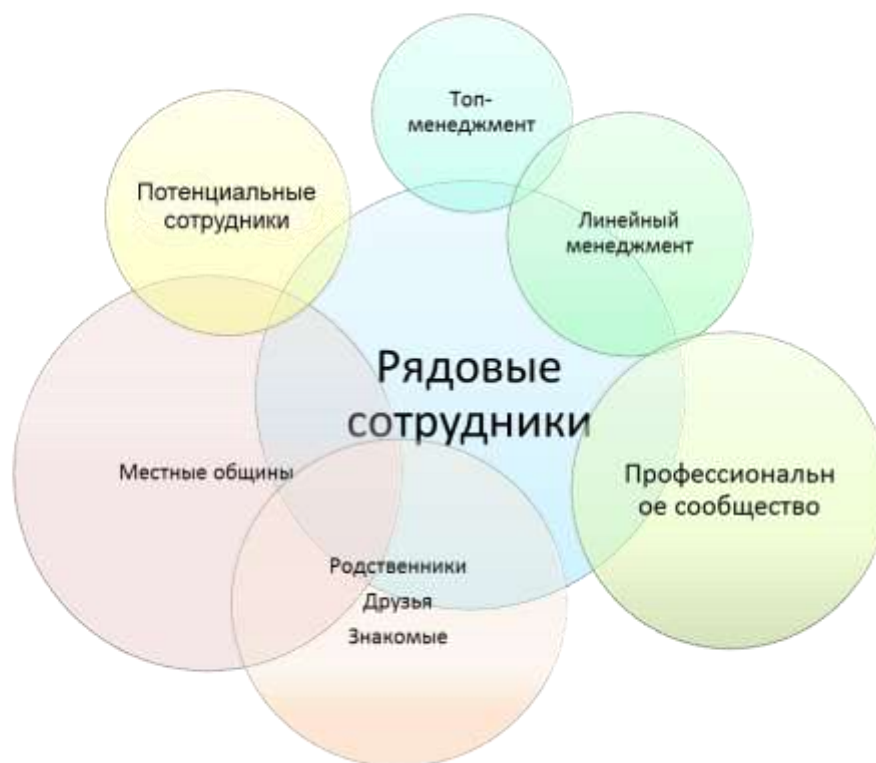 Топ-
менеджмент
Потенциальные
сотрудники
Линейный
менеджмент
Рядовые
сотрудники
Местные общины
Профессиональн
ое сообщество
Родственники
Друзья
Знакомые